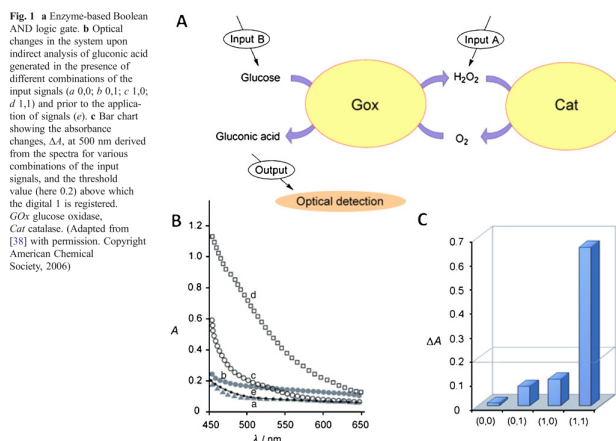 Fig. 1 a Enzyme-based Boolean
AND logic gate. b Optical
changes in the system upon
indirect analysis of gluconic acid
generated in the presence of
different combinations of the
input signals (a 0,0; b 0,1; c 1,0;
d 1,1) and prior to the applica-
tion of signals (e). c Bar chart
showing the absorbance
changes, ΔA, at 500 nm derived
from the spectra for various
combinations of the input
signals, and the threshold
value (here 0.2) above which
the digital 1 is registered.
GOx glucose oxidase,
Cat catalase. (Adapted from
[38] with permission. Copyright
American Chemical
Society, 2006)
A
Input B
Input A
Glucose
H2O2
Gox
Cat
Gluconic acid
O2
Output
Optical detection
B
1.2
1.0
0.8
A 0.6
0.4
0.2
0
d
b
c
e
a
450 500 550 600 650
λ / nm
C
0.7
0.6
0.5
0.4
ΔA
0.3
0.2
0.1
0
(0,0) (0,1) (1,0) (1,1)